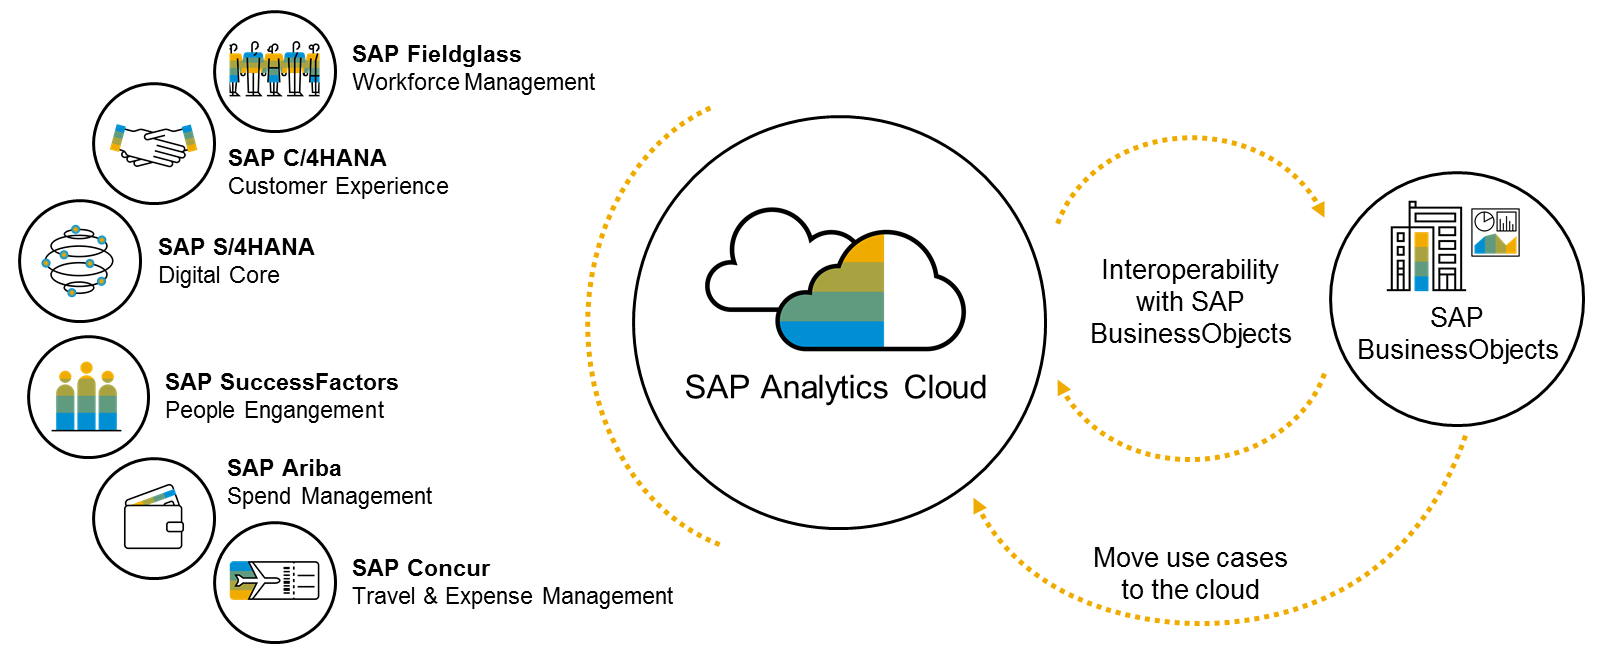 SAP Fieldglass
Workforce Management
SAP C/4HANA
Customer Experience
SAP S/4HANA
Digital Core
SAP SuccessFactors
People Engangement
SAP Ariba
Spend Management
SAP Concur
Travel & Expense Management
SAP Analytics Cloud
Interoperability
with SAP
BusinessObjects
SAP
BusinessObjects
Move use cases
to the cloud